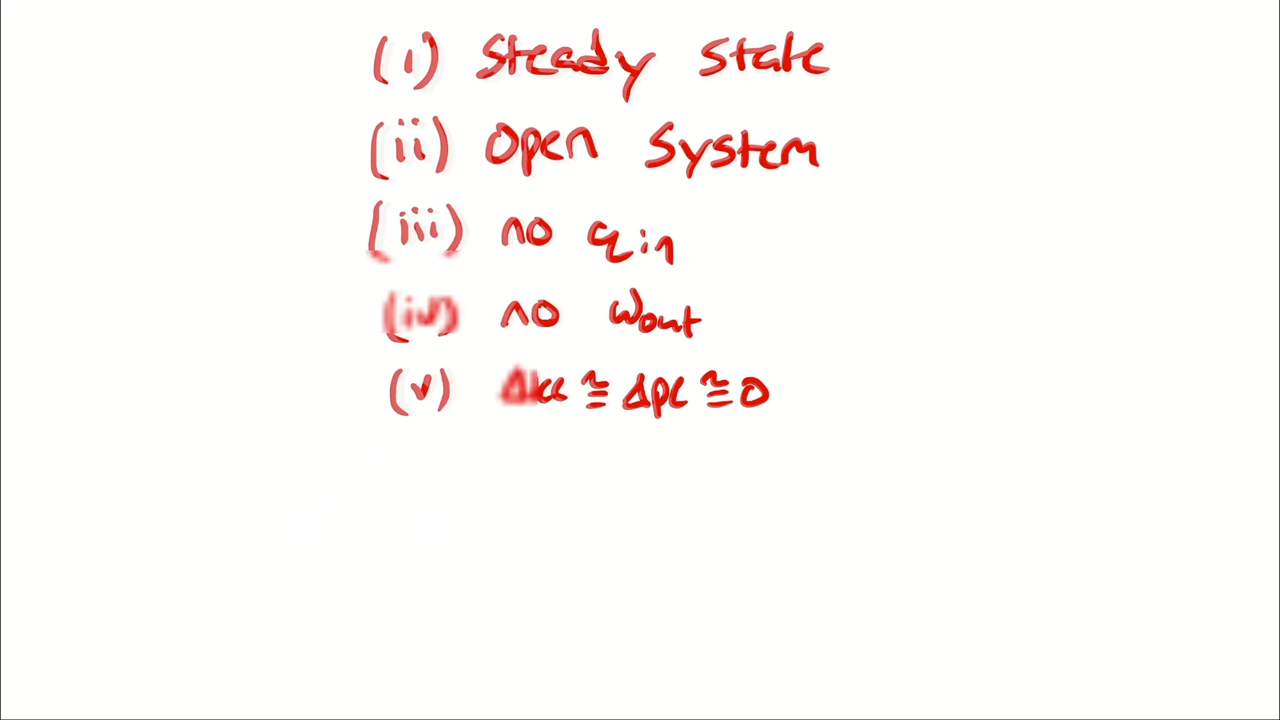 (i) Steady State
(ii) Open System
(iii) no qin
(iv) no Wout
(v) Δke ≅ Δpe ≅ 0